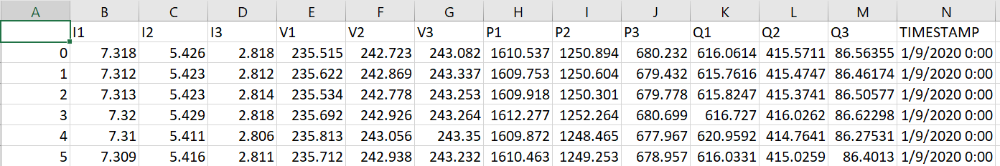 A B C D E F G H I J K L M N
I1 I2 I3 V1 V2 V3 P1 P2 P3 Q1 Q2 Q3 TIMESTAMP
0 7.318 5.426 2.818 235.515 242.723 243.082 1610.537 1250.894 680.232 616.0614 415.5711 86.56355 1/9/2020 0:00
1 7.312 5.423 2.812 235.622 242.869 243.337 1609.753 1250.604 679.432 615.7616 415.4747 86.46174 1/9/2020 0:00
2 7.313 5.423 2.814 235.534 242.778 243.253 1609.918 1250.301 679.778 615.8247 415.3741 86.50577 1/9/2020 0:00
3 7.32 5.429 2.818 235.692 242.926 243.264 1612.277 1252.264 680.699 616.727 416.0262 86.62298 1/9/2020 0:00
4 7.31 5.411 2.806 235.813 243.056 243.35 1609.872 1248.465 677.967 620.9592 414.7641 86.27531 1/9/2020 0:00
5 7.309 5.416 2.811 235.712 242.938 243.232 1610.463 1249.253 678.957 616.0331 415.0259 86.4013 1/9/2020 0:00